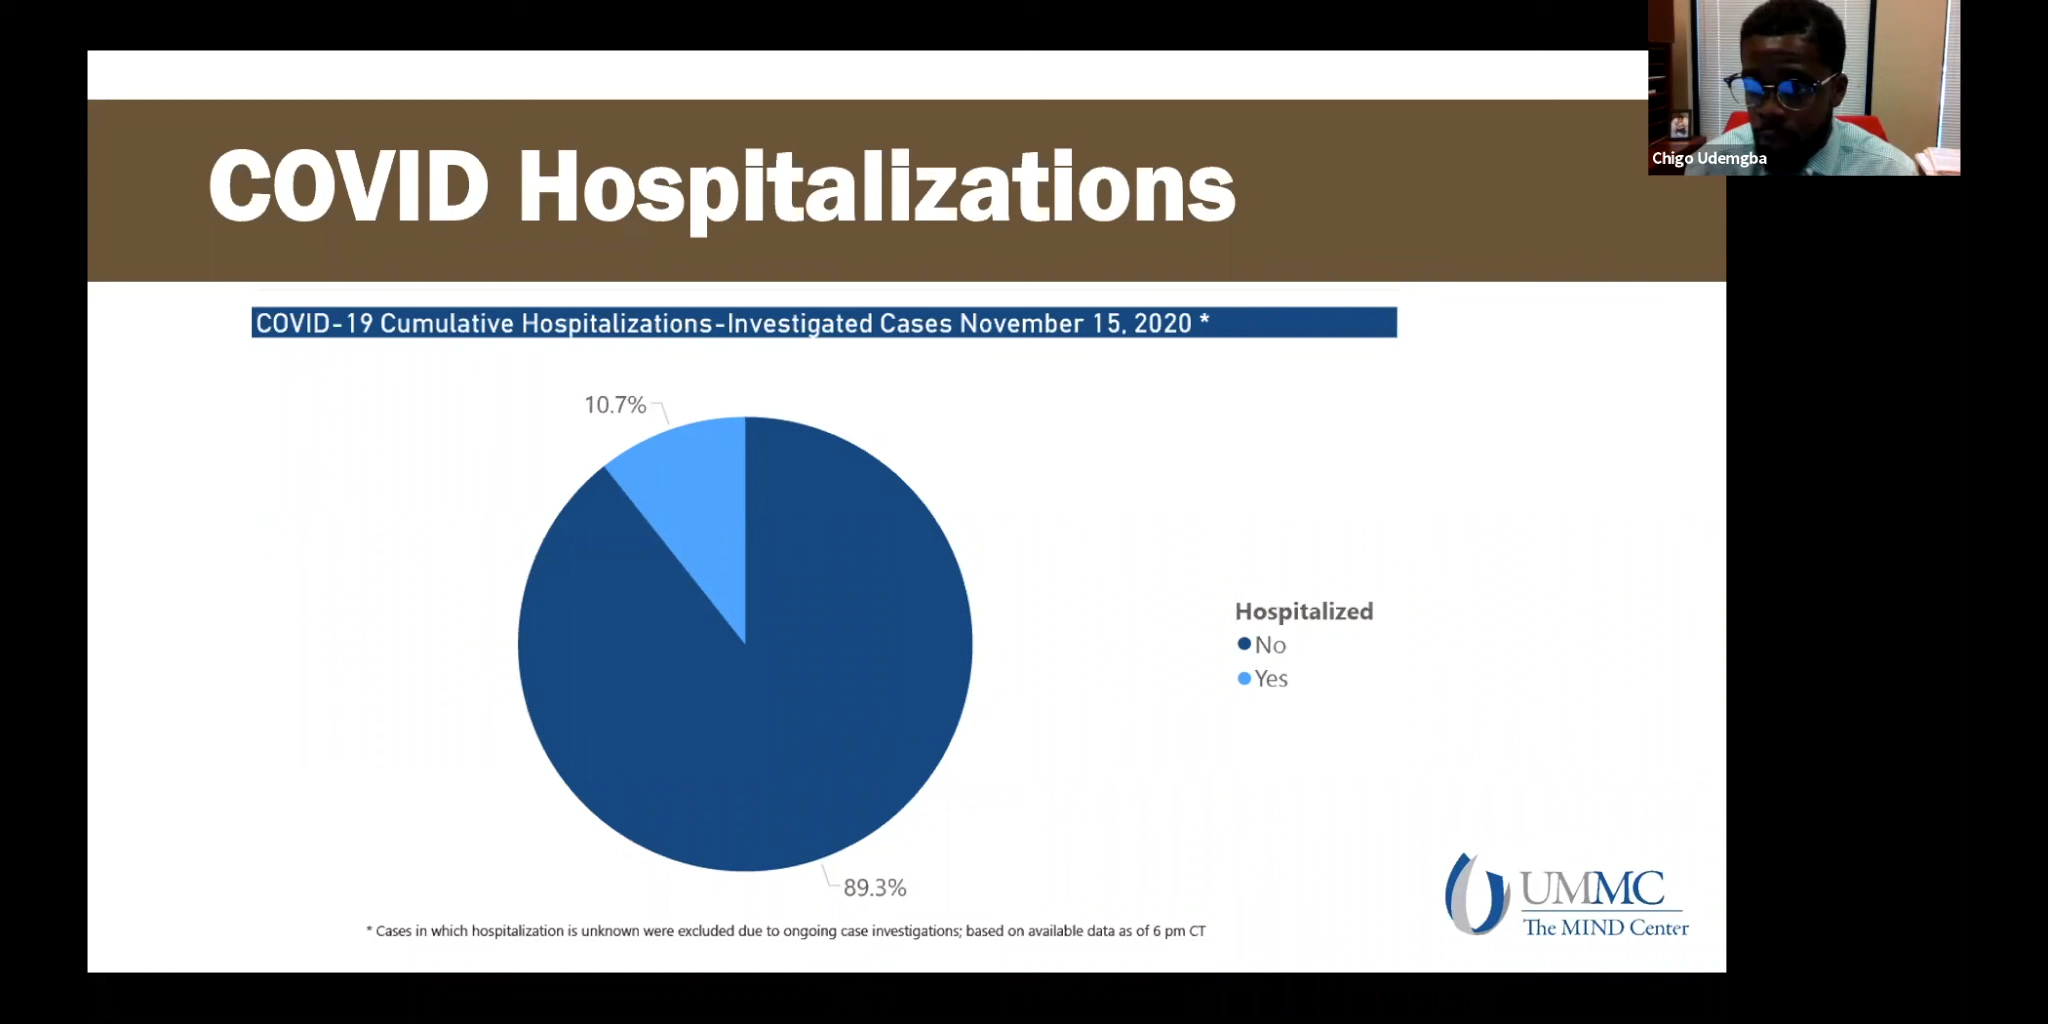 COVID Hospitalizations
Chigo Udemgba
COVID-19 Cumulative Hospitalizations-Investigated Cases November 15, 2020 *
10.7%
Hospitalized
No
Yes
89.3%
UMMC
The MIND Center
* Cases in which hospitalization is unknown were excluded due to ongoing case investigations; based on available data as of 6 pm CT